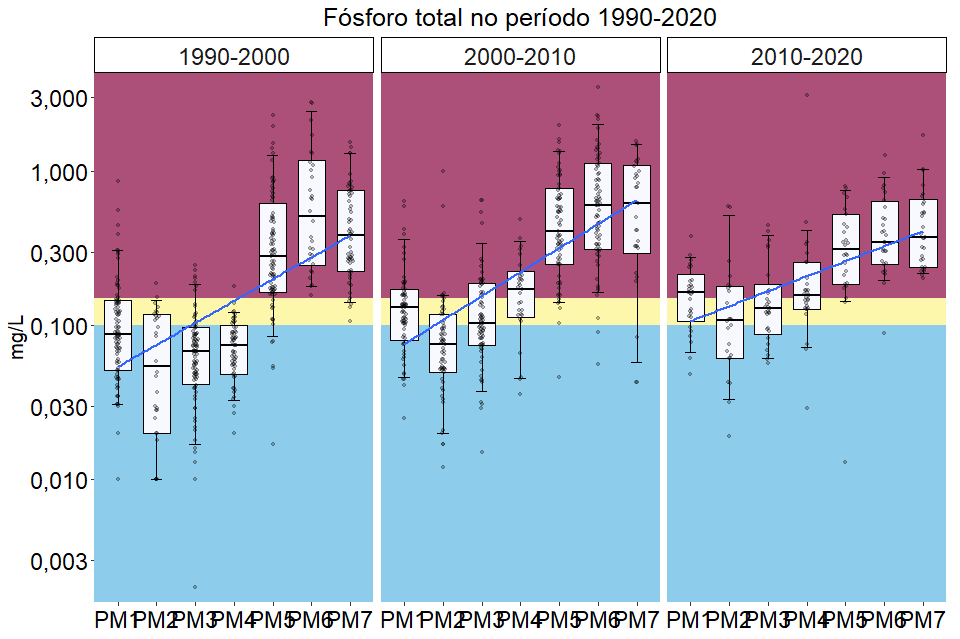 Fósforo total no período 1990-2020
1990-2000
2000-2010
2010-2020
mg/L
3,000
1,000
0,300
0,100
0,030
0,010
0,003
PM1 PM2 PM3 PM4 PM5 PM6 PM7
PM1 PM2 PM3 PM4 PM5 PM6 PM7
PM1 PM2 PM3 PM4 PM5 PM6 PM7